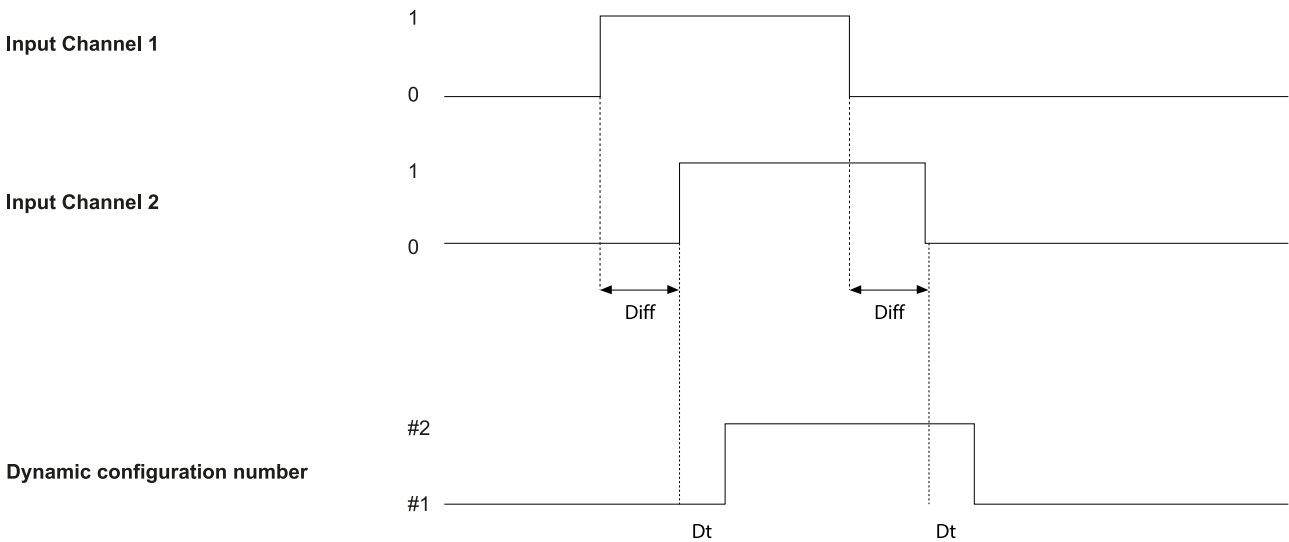 1
Input Channel 1
0
1
Input Channel 2
0
Diff Diff
#2
Dynamic configuration number
#1
Dt Dt